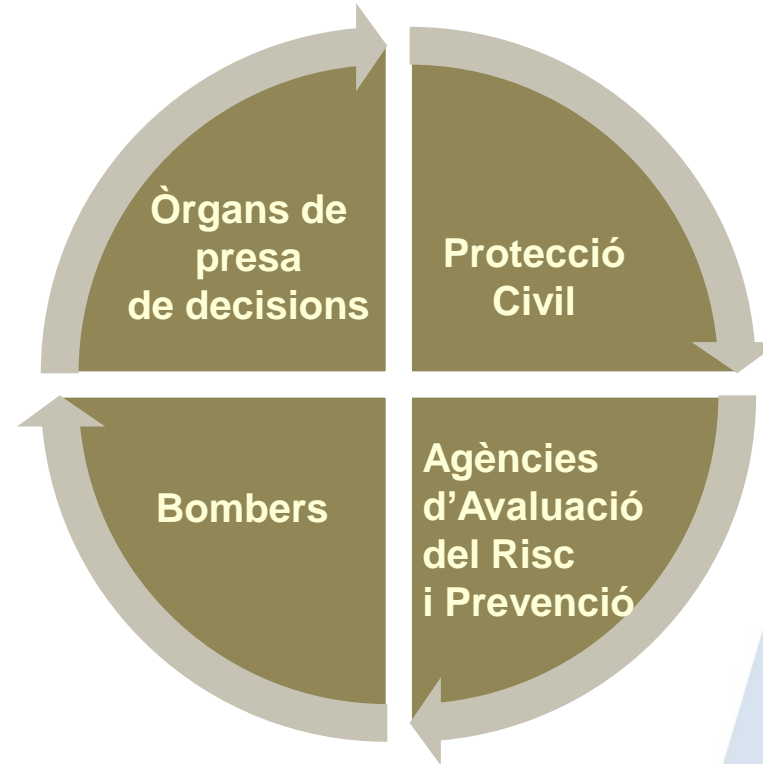 Òrgans de
presa
de decisions
Protecció
Civil
Agències
d’Avaluació
del Risc
i Prevenció
Bombers